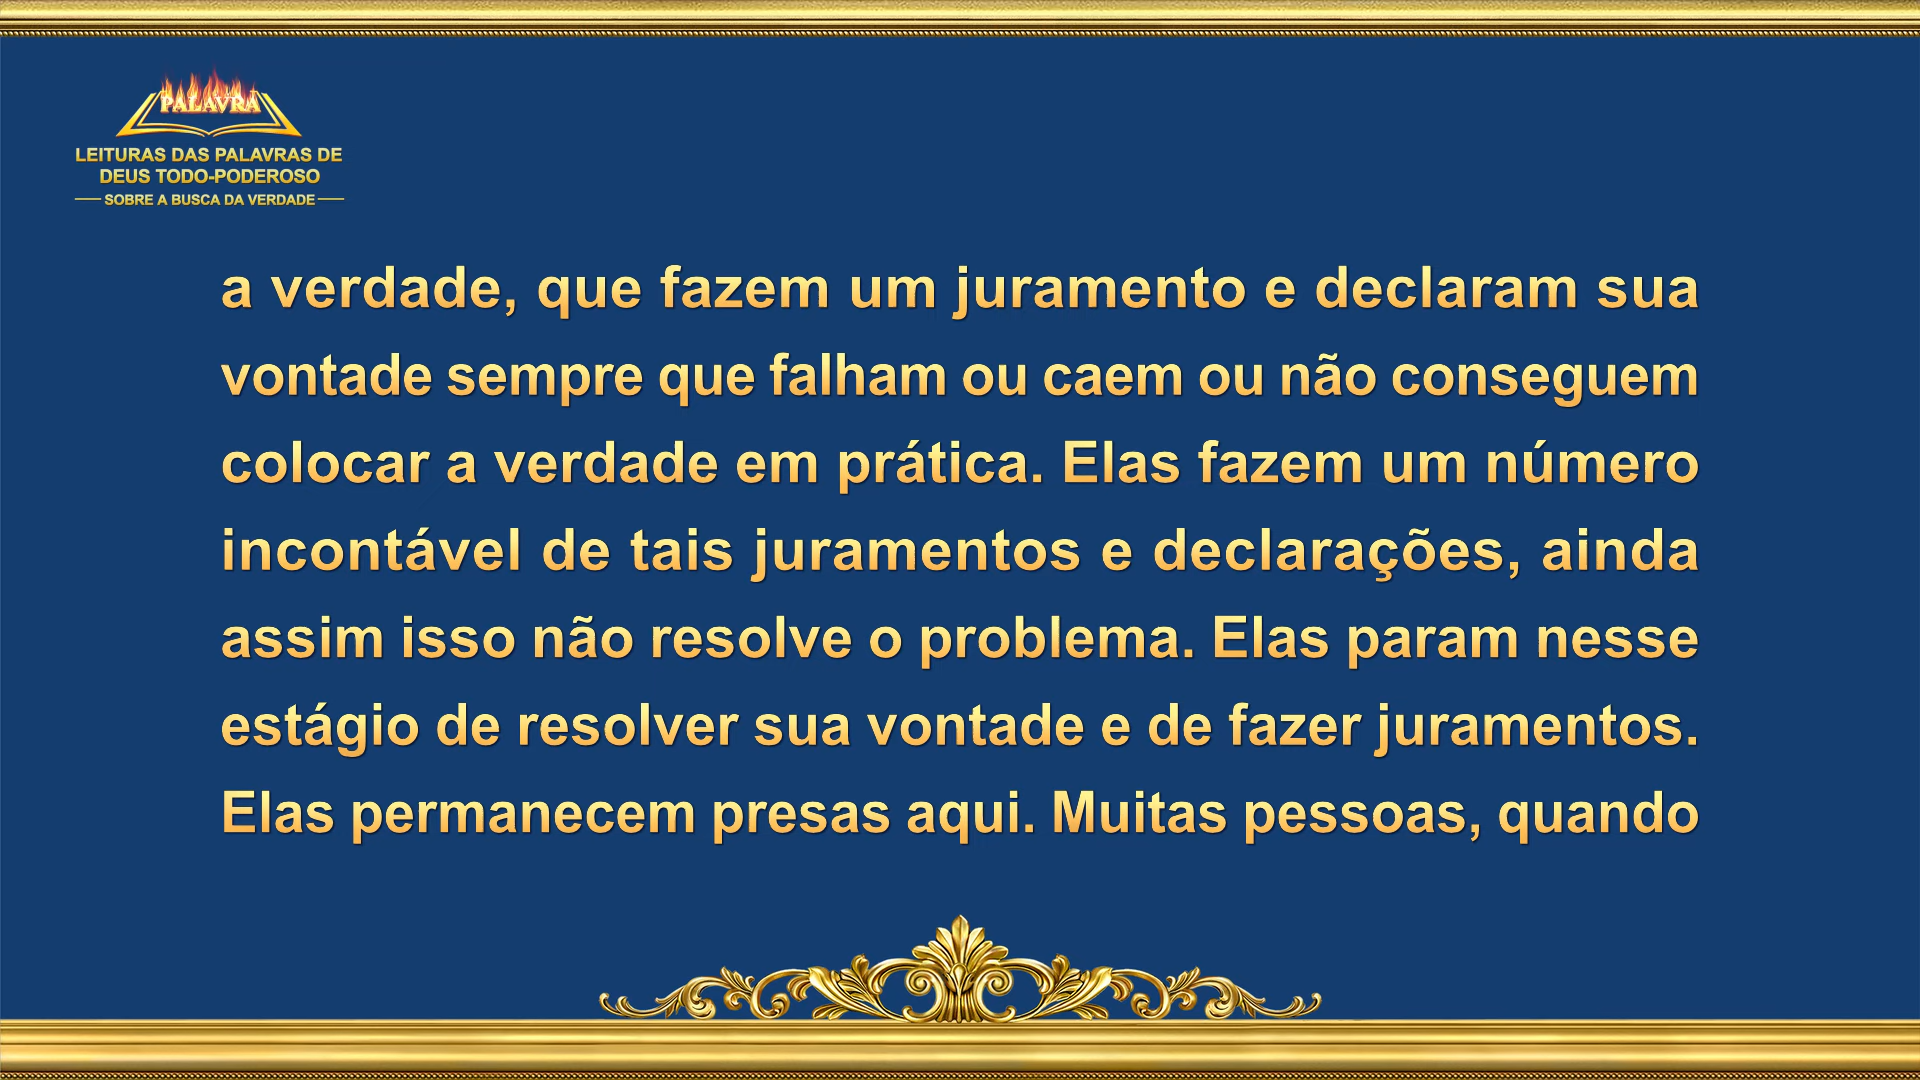 PALAVRA
LEITURAS DAS PALAVRAS DE
DEUS TODO-PODEROSO
SOBRE A BUSCA DA VERDADE
a verdade, que fazem um juramento e declaram sua
vontade sempre que falham ou caem ou não conseguem
colocar a verdade em prática. Elas fazem um número
incontável de tais juramentos e declarações, ainda
assim isso não resolve o problema. Elas param nesse
estágio de resolver sua vontade e de fazer juramentos.
Elas permanecem presas aqui. Muitas pessoas, quando